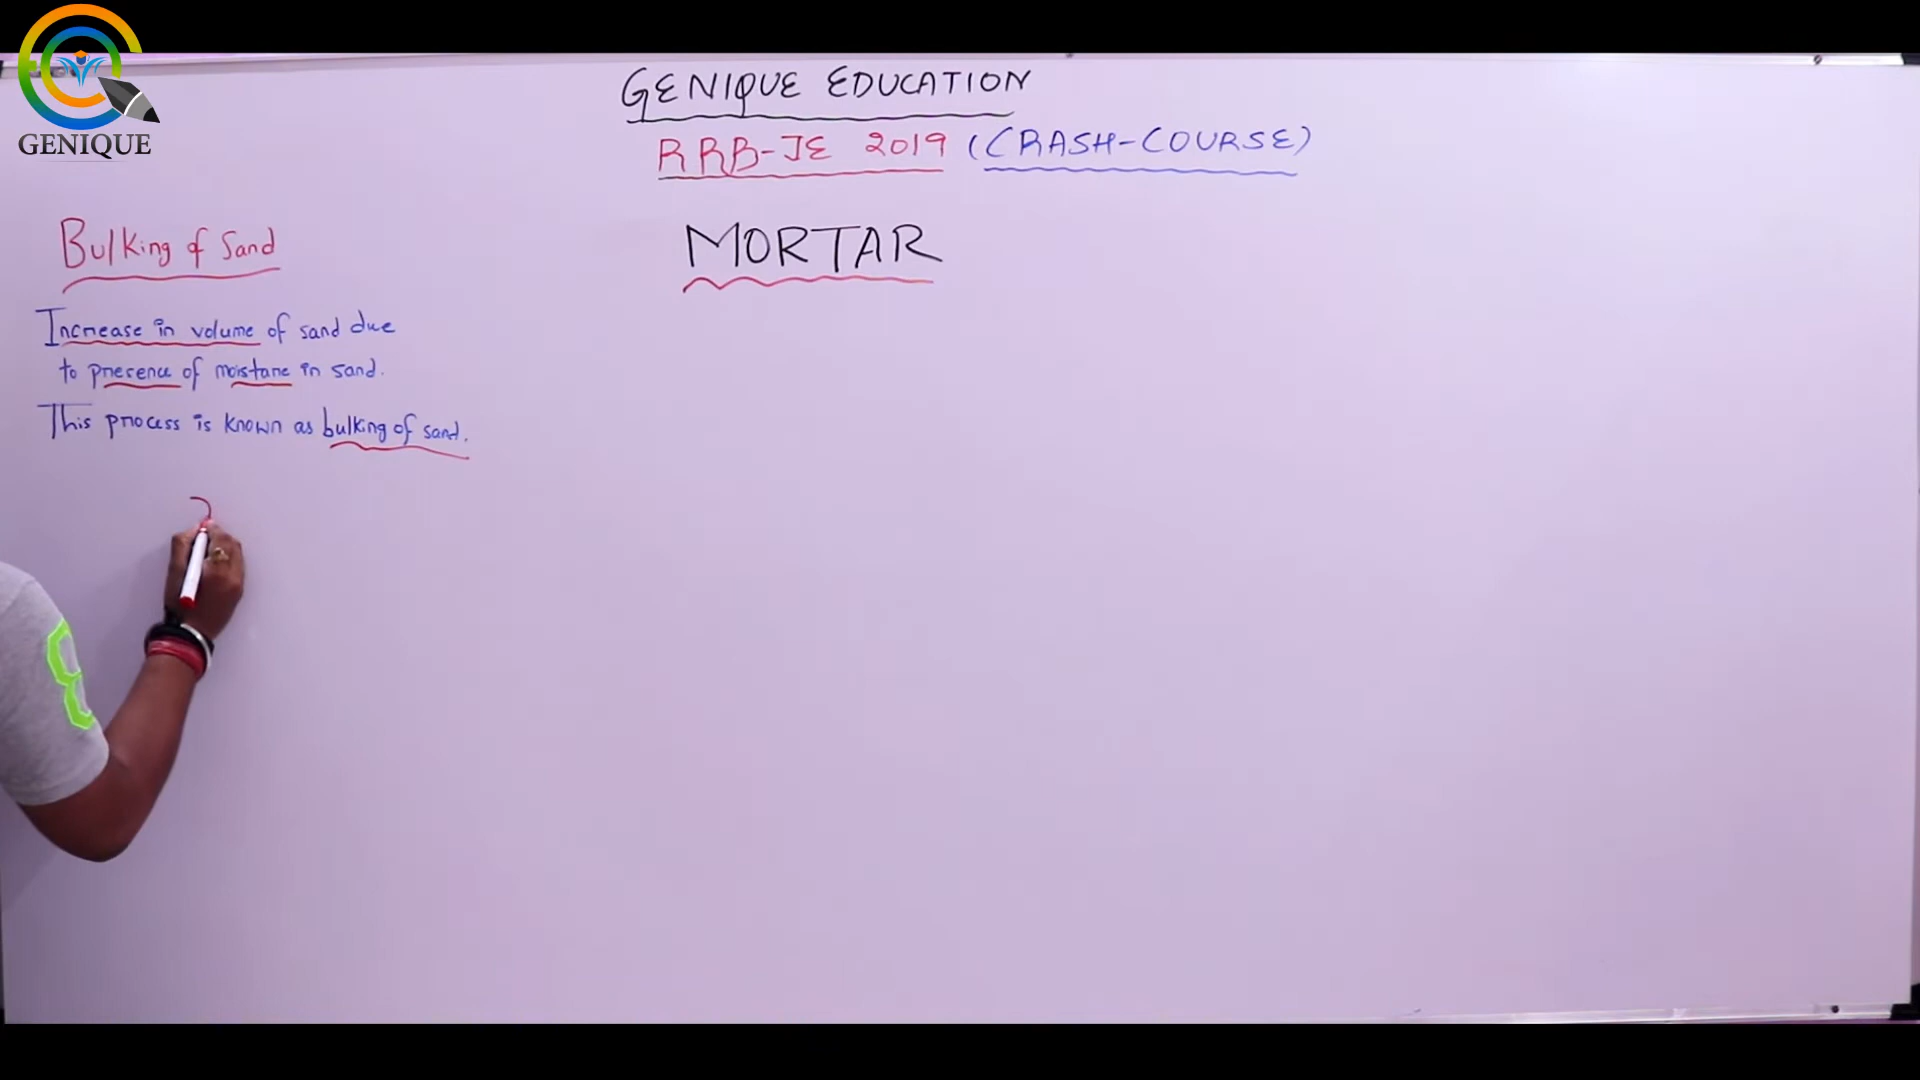 GENIQUE
GENIQUE EDUCATION
RRB-JE 2019 (CRASH-COURSE)
MORTAR
Bulking of Sand
Increase in volume of sand due
to presence of moisture in sand.
This process is known as bulking of sand.